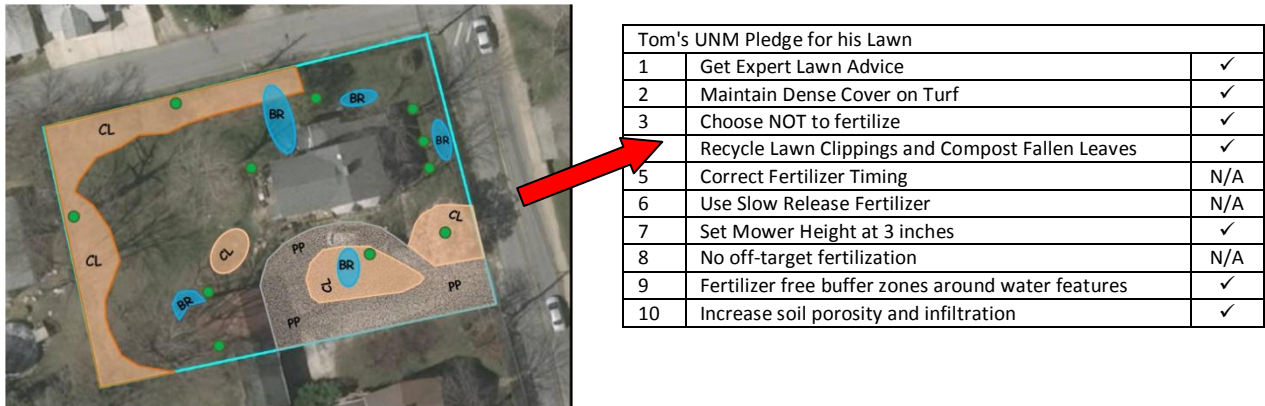 CL
BR
BR
BR
CL
CL
CL
PP
BR
CL
BR
PP
PP
Tom's UNM Pledge for his Lawn
1 Get Expert Lawn Advice ✓
2 Maintain Dense Cover on Turf ✓
3 Choose NOT to fertilize ✓
Recycle Lawn Clippings and Compost Fallen Leaves ✓
5 Correct Fertilizer Timing N/A
6 Use Slow Release Fertilizer N/A
7 Set Mower Height at 3 inches ✓
8 No off-target fertilization N/A
9 Fertilizer free buffer zones around water features ✓
10 Increase soil porosity and infiltration ✓